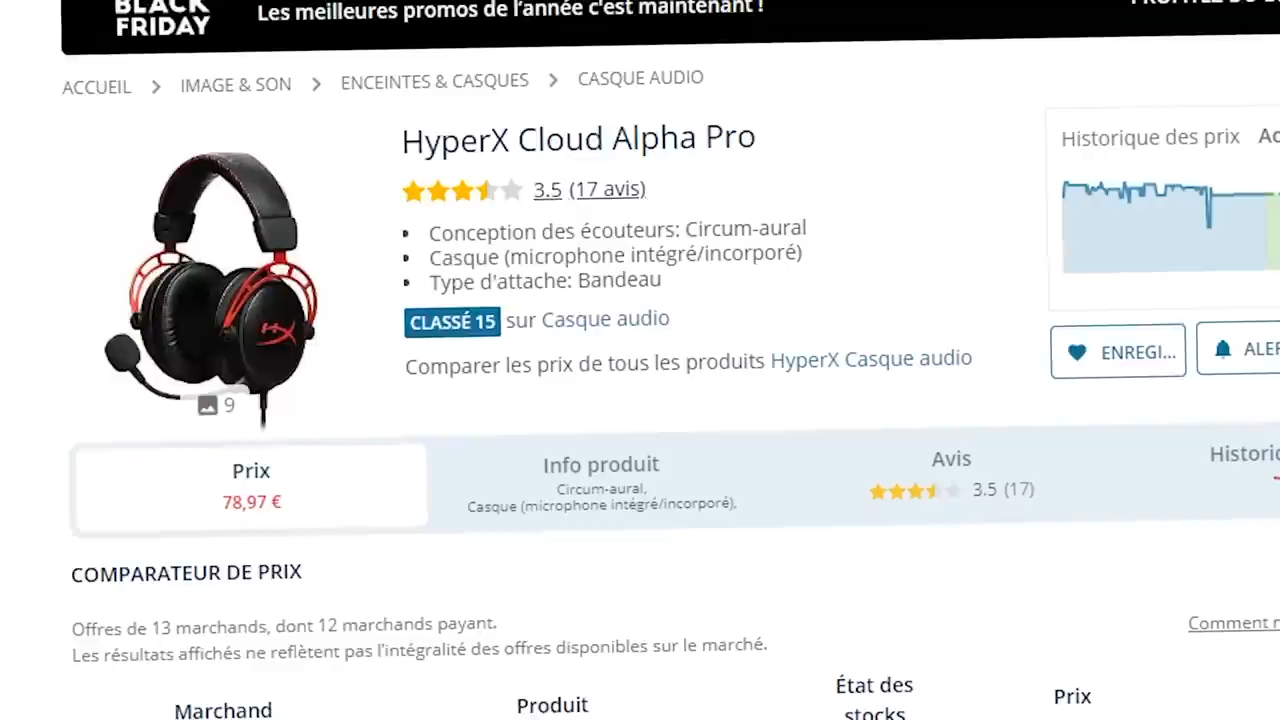 BLACK
FRIDAY
Les meilleures promos de l’année c'est maintenant !
ACCUEIL > IMAGE & SON > ENCEINTES & CASQUES > CASQUE AUDIO
HyperX Cloud Alpha Pro
3.5 (17 avis)
• Conception des écouteurs: Circum-aural
• Casque (microphone intégré/incorporé)
• Type d'attache: Bandeau
CLASSÉ 15 sur Casque audio
Comparer les prix de tous les produits HyperX Casque audio
9
Historique des prix
ENREGI...
Prix
78,97 €
Info produit
Circum-aural,
Casque (microphone intégré/incorporé),
Avis
3.5 (17)
COMPARATEUR DE PRIX
Offres de 13 marchands, dont 12 marchands payant.
Les résultats affichés ne reflètent pas l'intégralité des offres disponibles sur le marché.
Comment
Marchand
Produit
État des
stocks
Prix